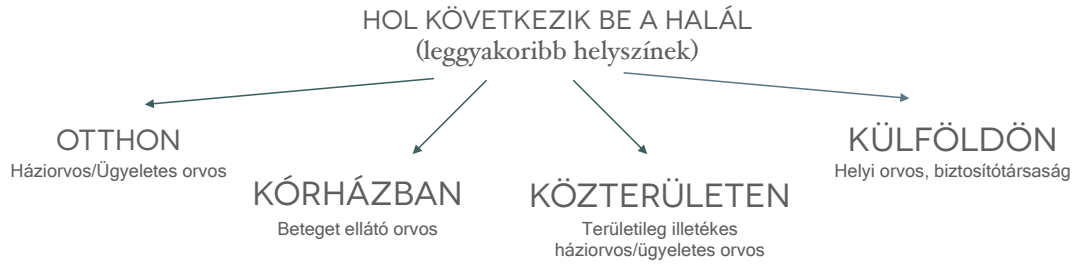 HOL KÖVETKEZIK BE A HALÁL
(leggyakoribb helyszínek)
OTTHON
Háziorvos/Ügyeletes orvos
KÓRHÁZBAN
Beteget ellátó orvos
KÖZTERÜLETEN
Területileg illetékes
háziorvos/ügyeletes orvos
KÜLFÖLDÖN
Helyi orvos, biztosítótársaság